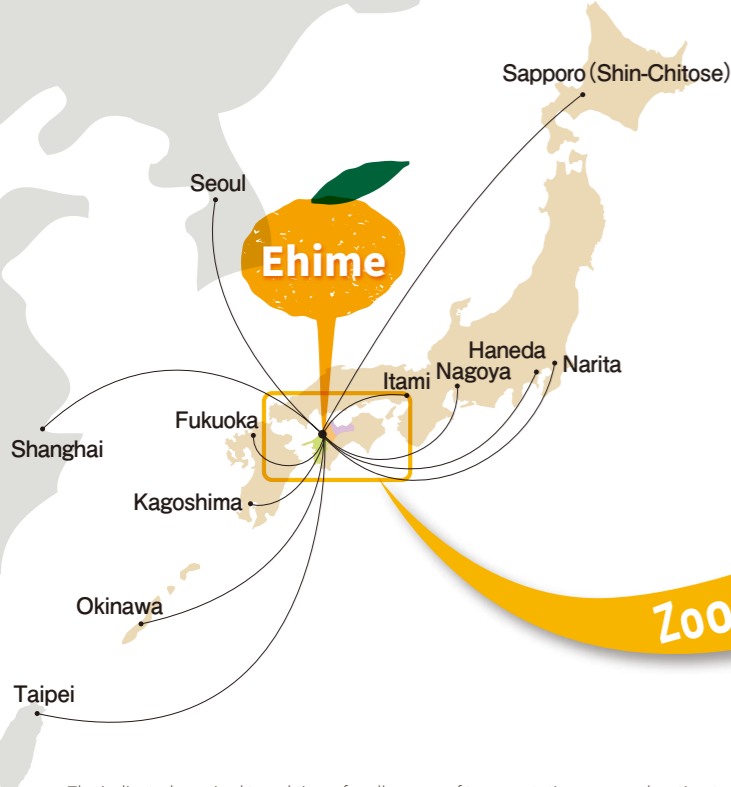 Sapporo (Shin-Chitose)
Seoul
Ehime
Haneda
Narita
Nagoya
Itami
Fukuoka
Shanghai
Kagoshima
Okinawa
Zoo
Taipei